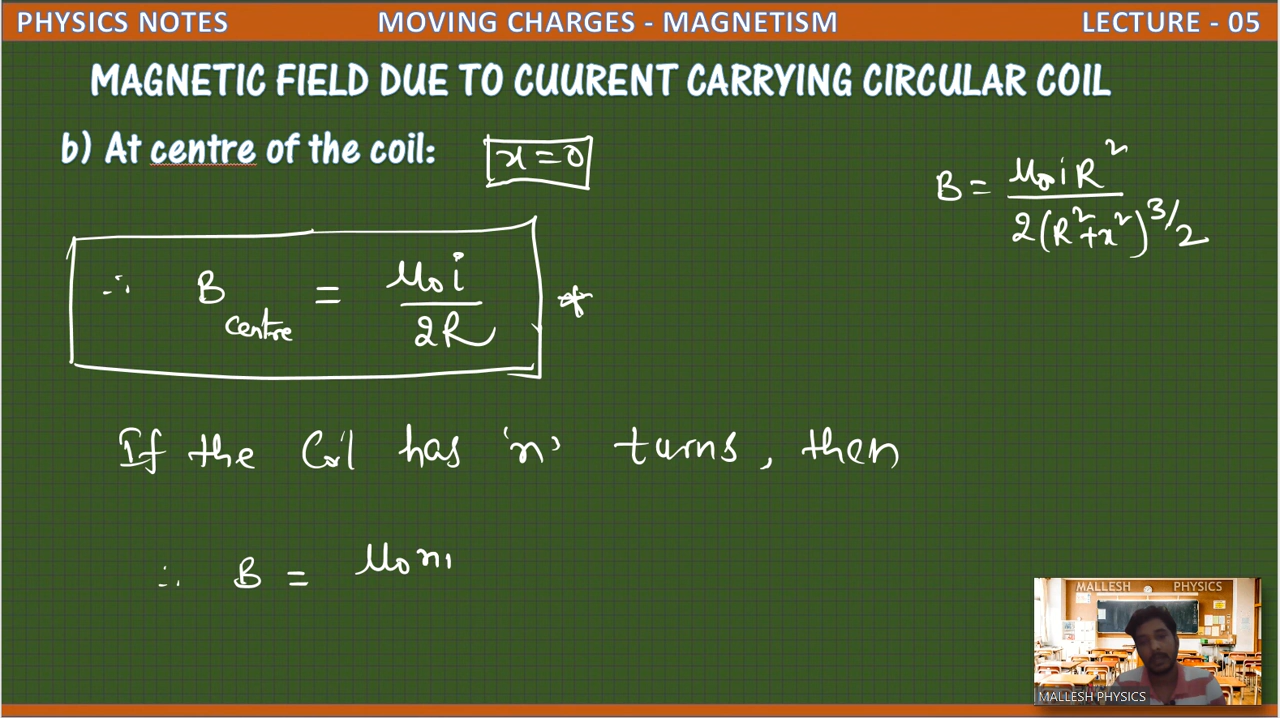 PHYSICS NOTES MOVING CHARGES - MAGNETISM LECTURE - 05
MAGNETIC FIELD DUE TO CUURENT CARRYING CIRCULAR COIL
b) At centre of the coil: x = 0
B = μ₀iR² / 2(R²+x²)^3/2
∴ B centre = μ₀i / 2R *
If the Coil has 'n' turns, then
∴ B = μ₀nı
MALLESH PHYSICS
MALLESH PHYSICS